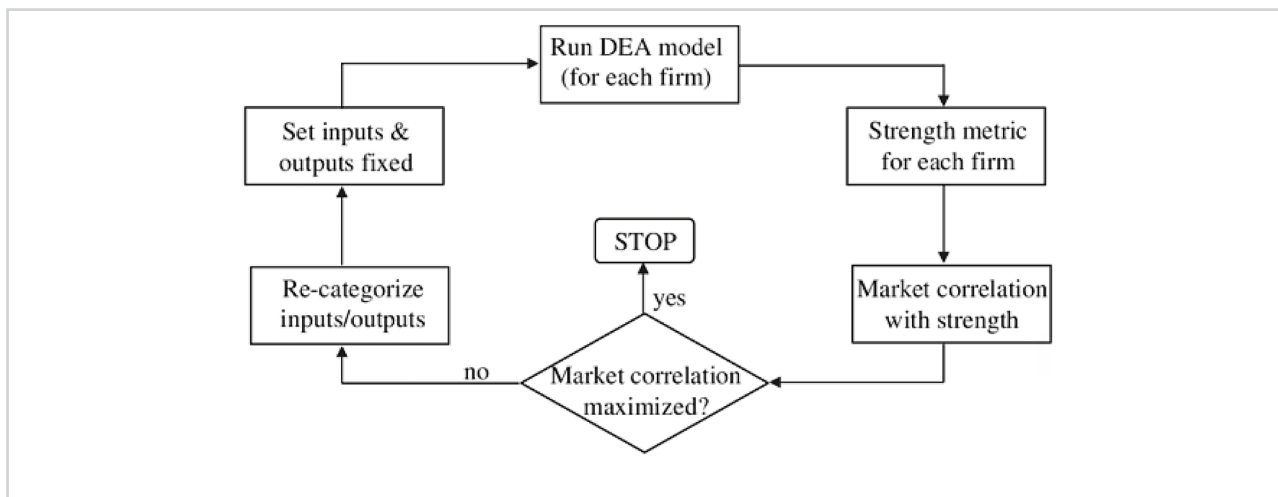 Run DEA model
(for each firm)
Set inputs &
outputs fixed
Strength metric
for each firm
STOP
yes
Re-categorize
inputs/outputs
Market correlation
with strength
no
Market correlation
maximized?